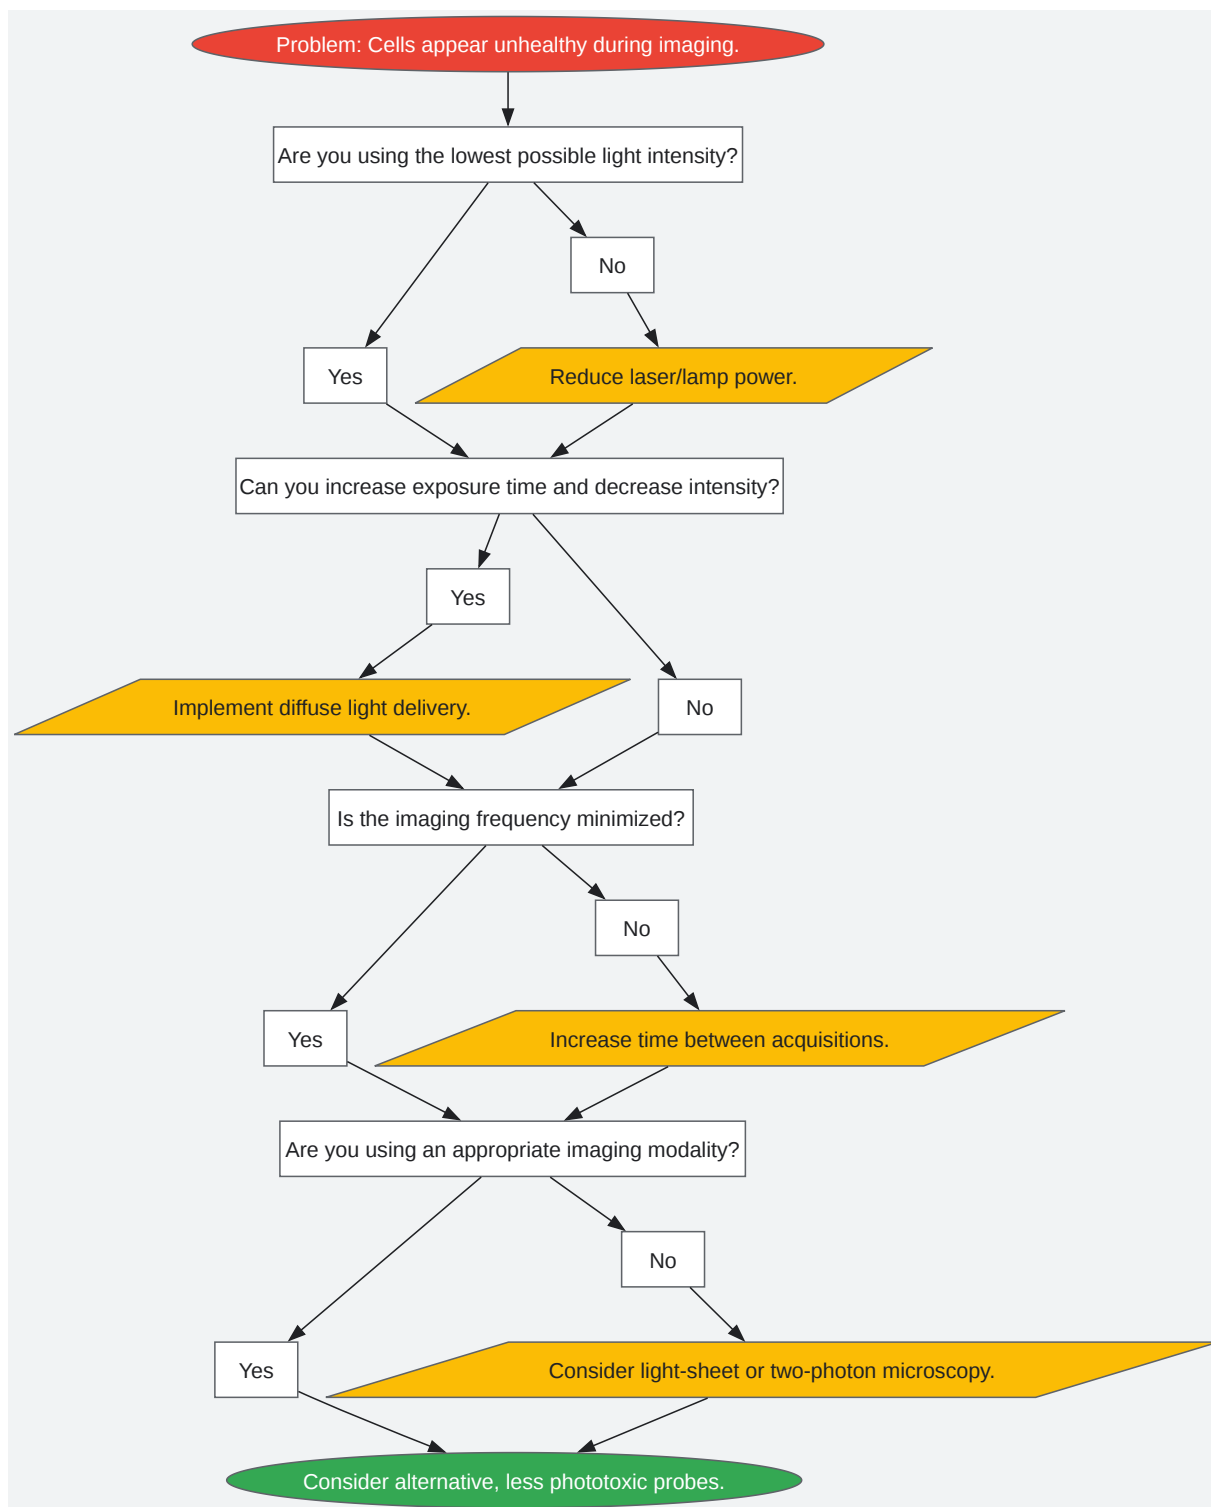 Problem: Cells appear unhealthy during imaging.
Are you using the lowest possible light intensity?
No
Yes
Reduce laser/lamp power.
Can you increase exposure time and decrease intensity?
Yes
Implement diffuse light delivery.
No
Is the imaging frequency minimized?
No
Yes
Increase time between acquisitions.
Are you using an appropriate imaging modality?
No
Yes
Consider light-sheet or two-photon microscopy.
Consider alternative, less phototoxic probes.